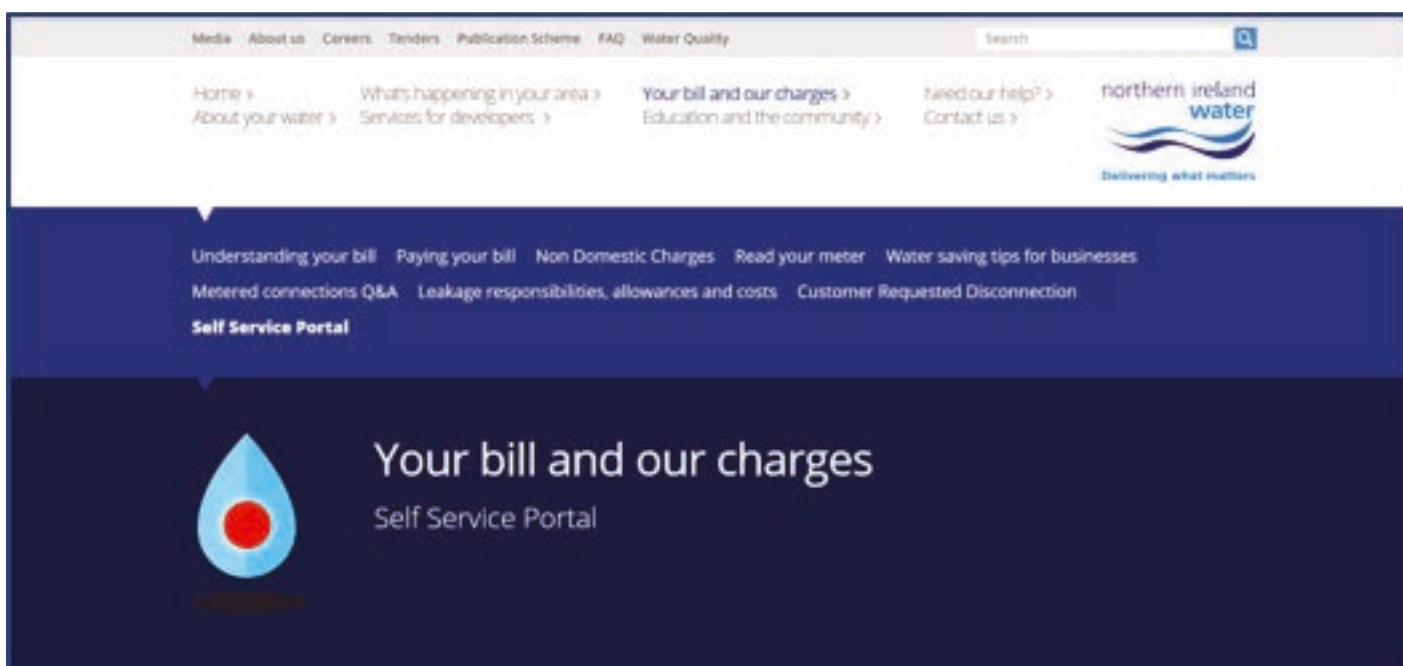 Media About us Careers Tenders Publication Scheme FAQ Water Quality Search
Home > What's happening in your area > Your bill and our charges > Need our help? >
About your water > Services for developers > Education and the community > Contact us >
northern ireland
water
Delivering what matters
Understanding your bill Paying your bill Non Domestic Charges Read your meter Water saving tips for businesses
Metered connections Q&A Leakage responsibilities, allowances and costs Customer Requested Disconnection
Self Service Portal
Your bill and our charges
Self Service Portal